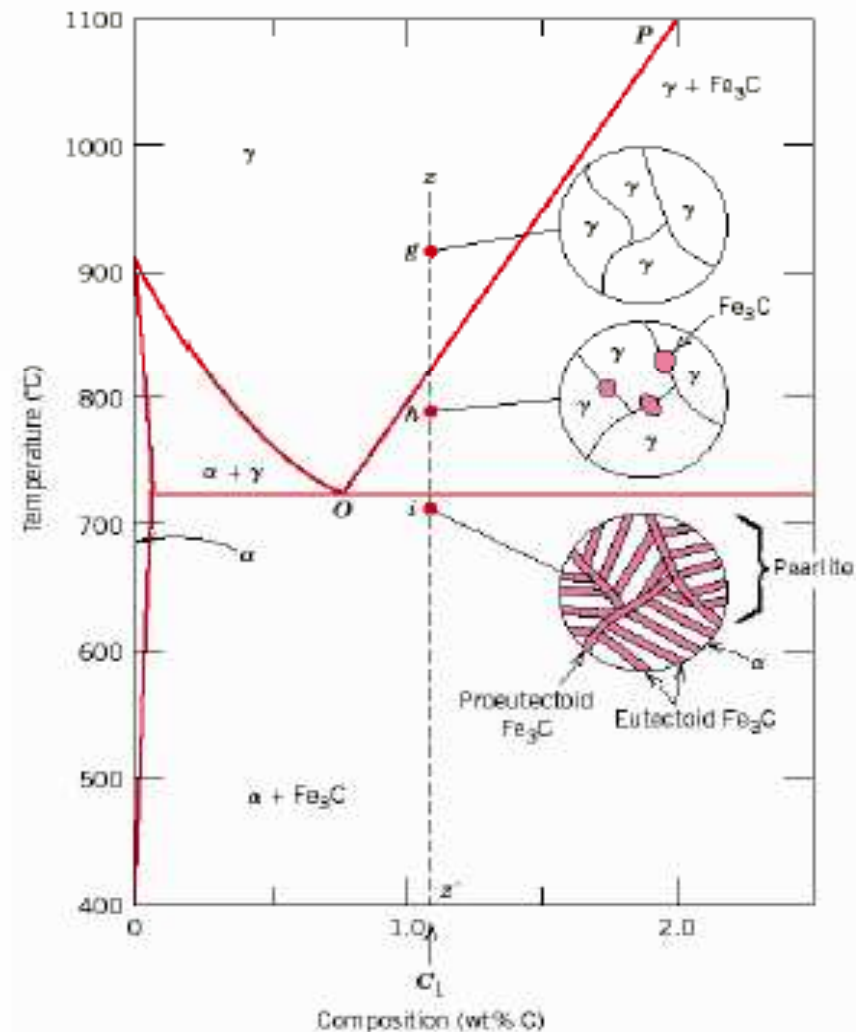 1100
P
γ + Fe₃C
γ
1000
z
γ
γ
γ
g
γ
900
Fe₃C
γ
800
h
γ
γ
γ
α + γ
O
i
700
α
Pearlite
600
α
Proeutectoid
Fe₃C
Eutectoid Fe₃C
500
α + Fe₃C
z'
400
0
1.0
2.0
C₁
Composition (wt% C)
Temperature (°C)